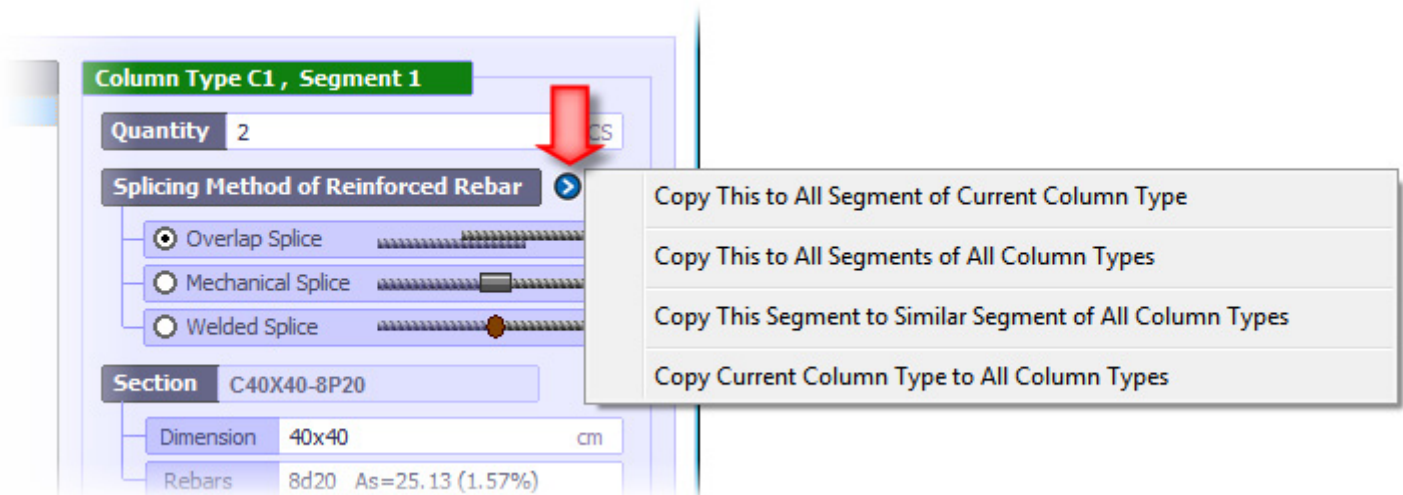 Column Type C1 , Segment 1
Quantity 2 CS
Splicing Method of Reinforced Rebar
Copy This to All Segment of Current Column Type
Overlap Splice
Copy This to All Segments of All Column Types
Mechanical Splice
Copy This Segment to Similar Segment of All Column Types
Welded Splice
Copy Current Column Type to All Column Types
Section C40X40-8P20
Dimension 40x40 cm
Rebars 8d20 As=25.13 (1.57%)